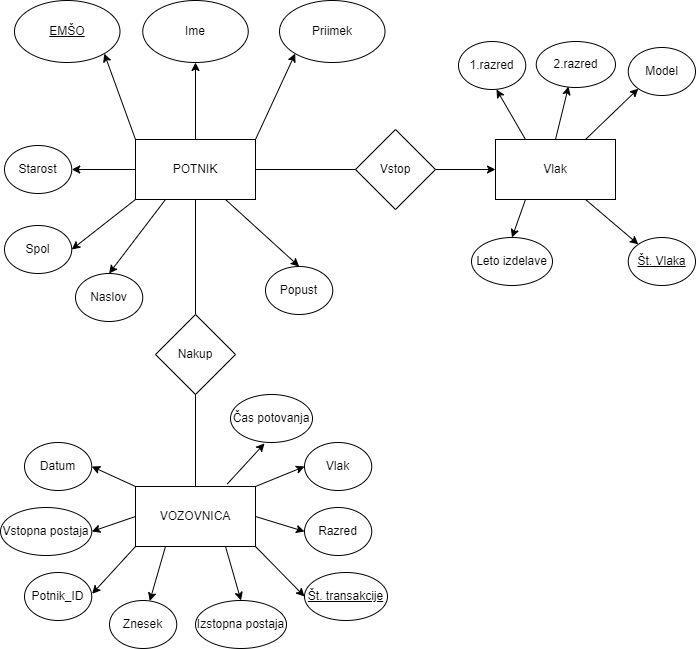 EMŠO
Ime
Priimek
1.razred
2.razred
Model
Starost
POTNIK
Vstop
Vlak
Spol
Naslov
Popust
Leto izdelave
Št. Vlaka
Nakup
Čas potovanja
Datum
Vlak
Vstopna postaja
VOZOVNICA
Razred
Potnik_ID
Znesek
Izstopna postaja
Št. transakcije